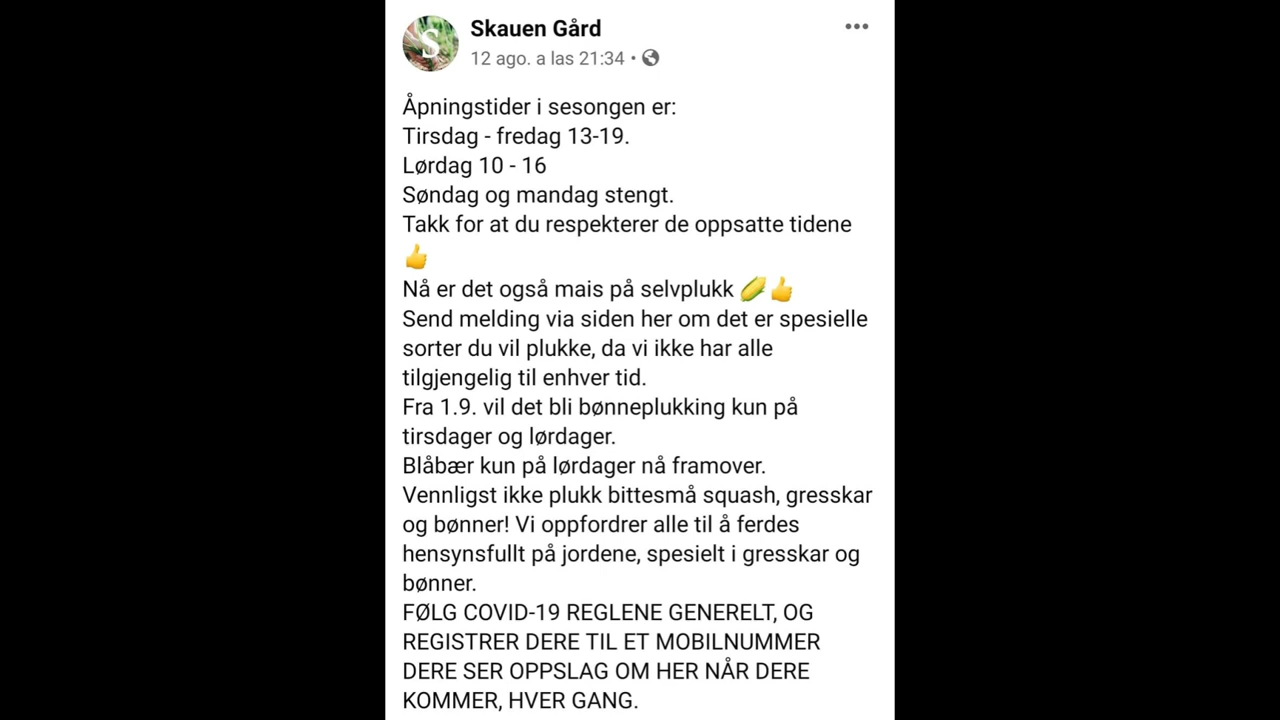 S
Skauen Gård
12 ago. a las 21:34 •
Åpningstider i sesongen er:
Tirsdag - fredag 13-19.
Lørdag 10 - 16
Søndag og mandag stengt.
Takk for at du respekterer de oppsatte tidene
👍
Nå er det også mais på selvplukk 🌽👍
Send melding via siden her om det er spesielle
sorter du vil plukke, da vi ikke har alle
tilgjengelig til enhver tid.
Fra 1.9. vil det bli bønneplukking kun på
tirsdager og lørdager.
Blåbær kun på lørdager nå framover.
Vennligst ikke plukk bittesmå squash, gresskar
og bønner! Vi oppfordrer alle til å ferdes
hensynsfullt på jordene, spesielt i gresskar og
bønner.
FØLG COVID-19 REGLENE GENERELT, OG
REGISTRER DERE TIL ET MOBILNUMMER
DERE SER OPPSLAG OM HER NÅR DERE
KOMMER, HVER GANG.